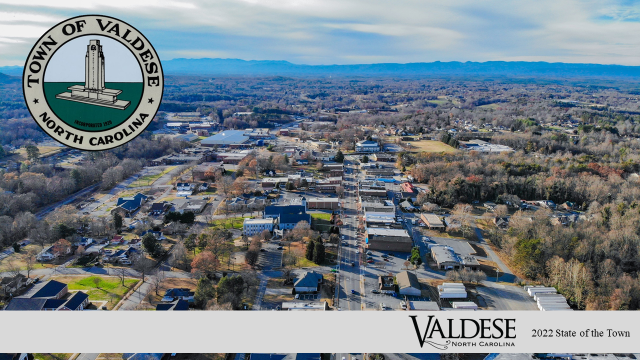 TOWN OF VALDESE
NORTH CAROLINA
VALDESE
NORTH CAROLINA
2022 State of the Town